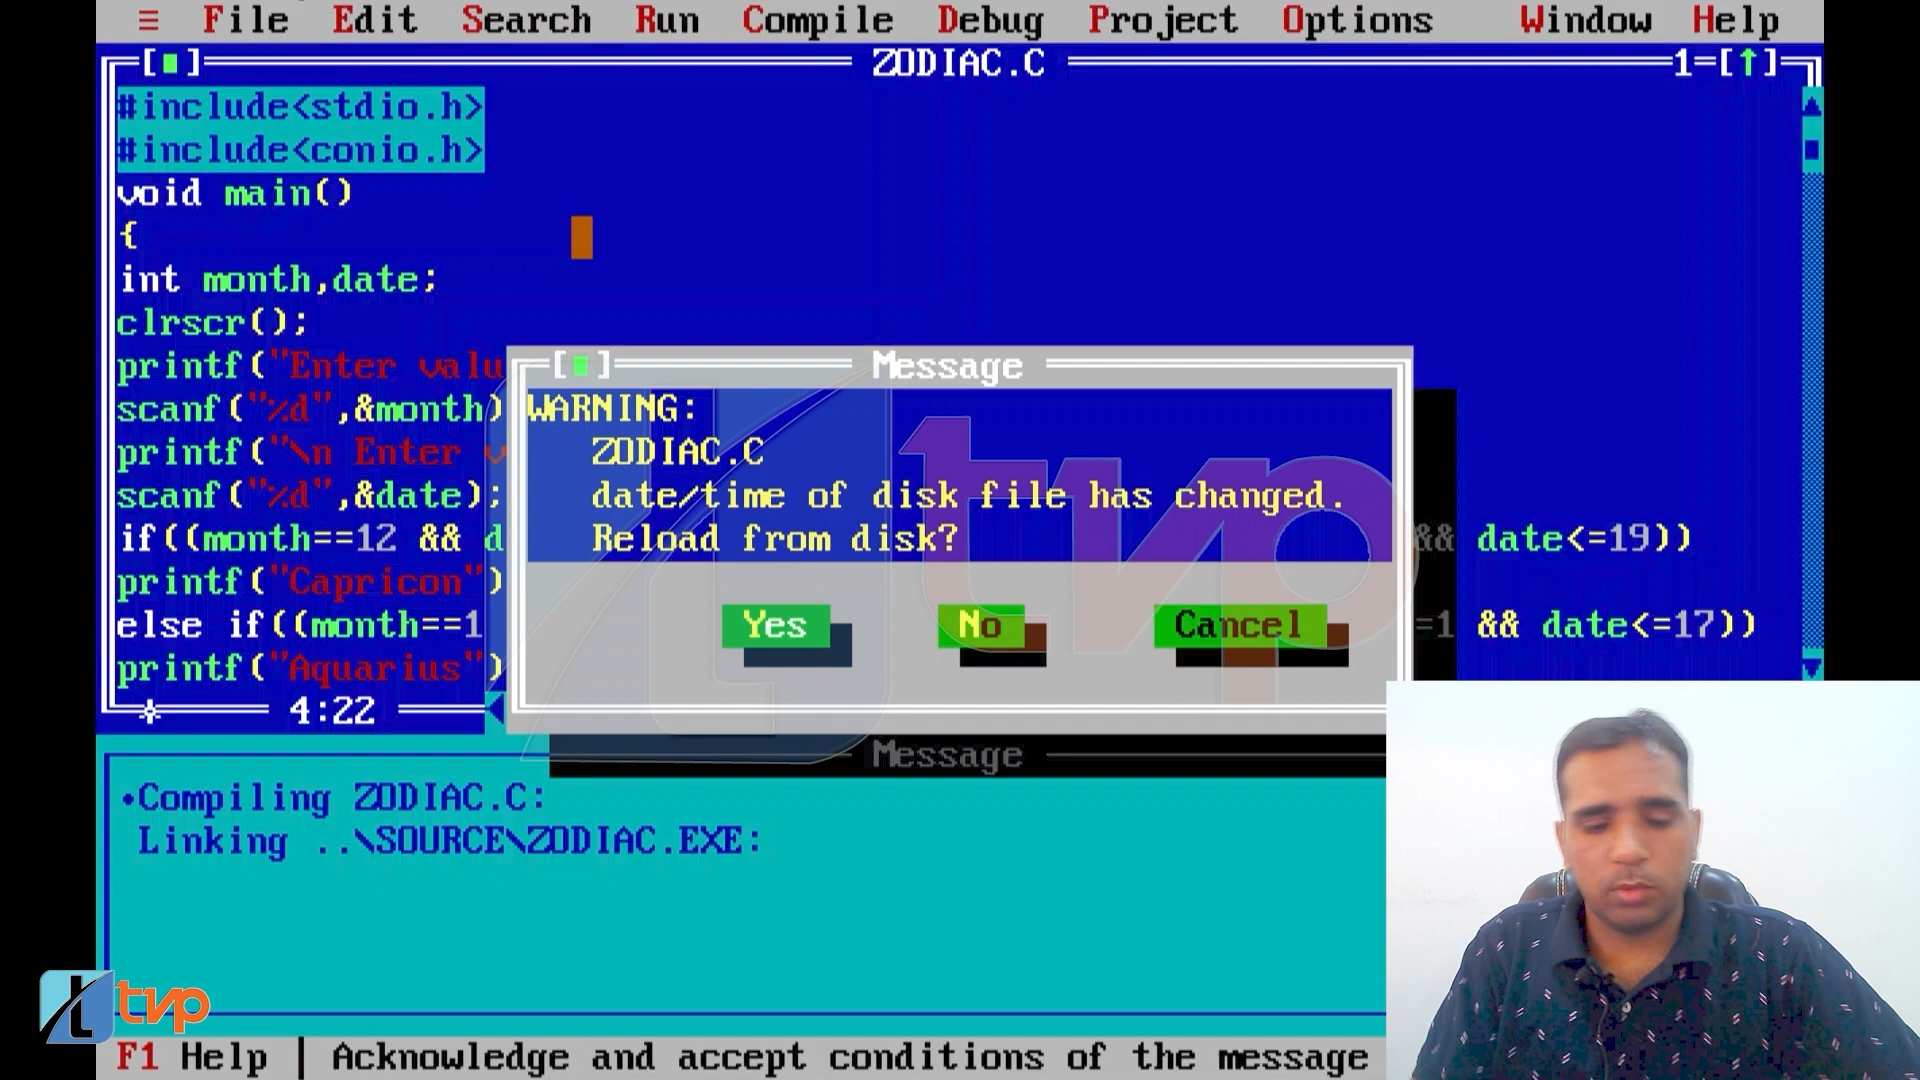 ≡ File Edit Search Run Compile Debug Project Options Window Help
[■] ZODIAC.C 1=[↑]
#include<stdio.h>
#include<conio.h>
void main()
{
int month,date;
clrscr();
printf("Enter valu
scanf("%d",&month)
printf("\n Enter v
scanf("%d",&date);
if((month==12 && d && date<=19))
printf("Capricon")
else if((month==1 =1 && date<=17))
printf("Aquarius")
4:22
[■] Message
WARNING:
ZODIAC.C
date/time of disk file has changed.
Reload from disk?
Yes No Cancel
tvp
Message
•Compiling ZODIAC.C:
Linking ..\SOURCE\ZODIAC.EXE:
tvp
F1 Help | Acknowledge and accept conditions of the message